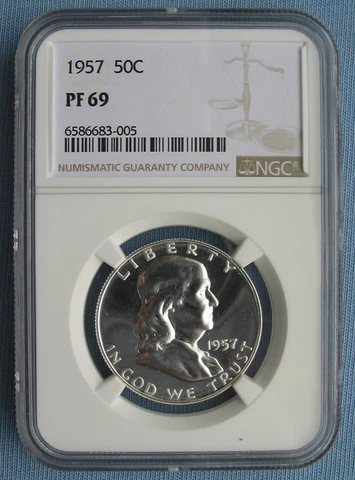 1957 50C
PF 69
6586683-005
NUMISMATIC GUARANTY COMPANY NGC®
LIBERTY
1957
IN GOD WE TRUST